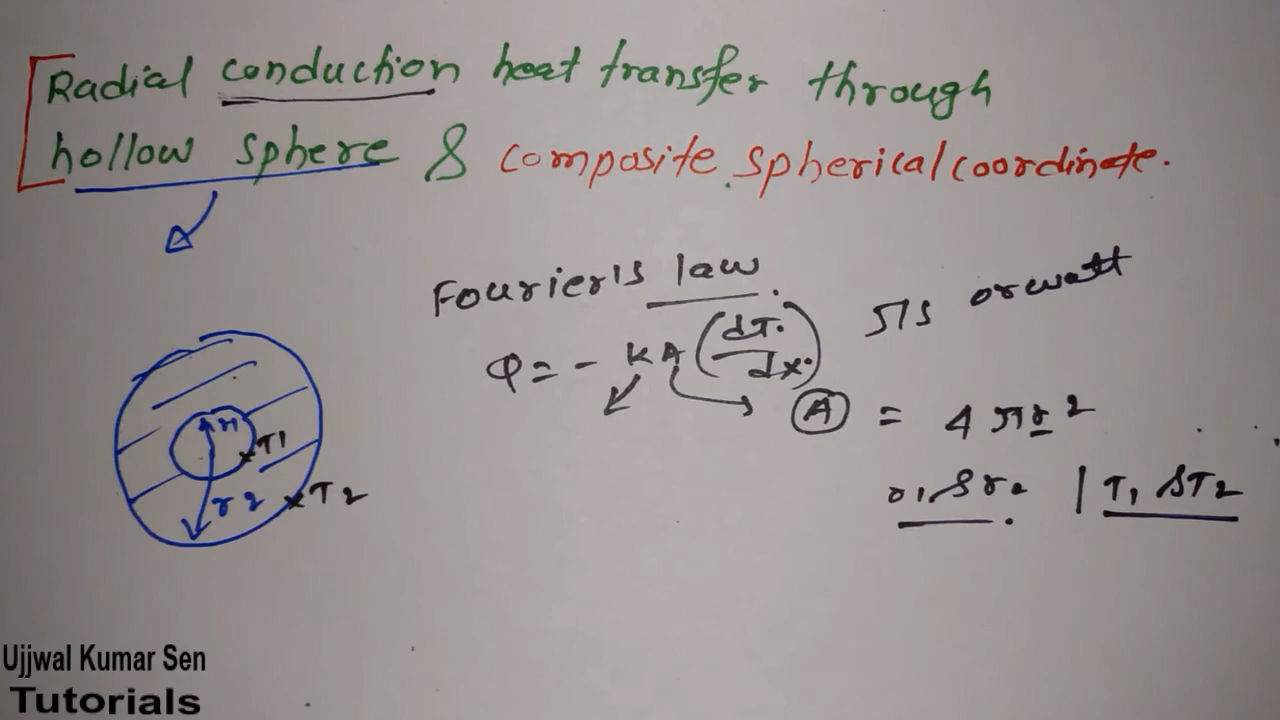 Radial conduction heat transfer through
hollow sphere & composite spherical coordinate.
Fourier's law.
Q = - KA (dT/dx) J/s or watt
A = 4πr²
r1 & r2 | T1 & T2
r1
T1
r2
T2
Ujjwal Kumar Sen
Tutorials